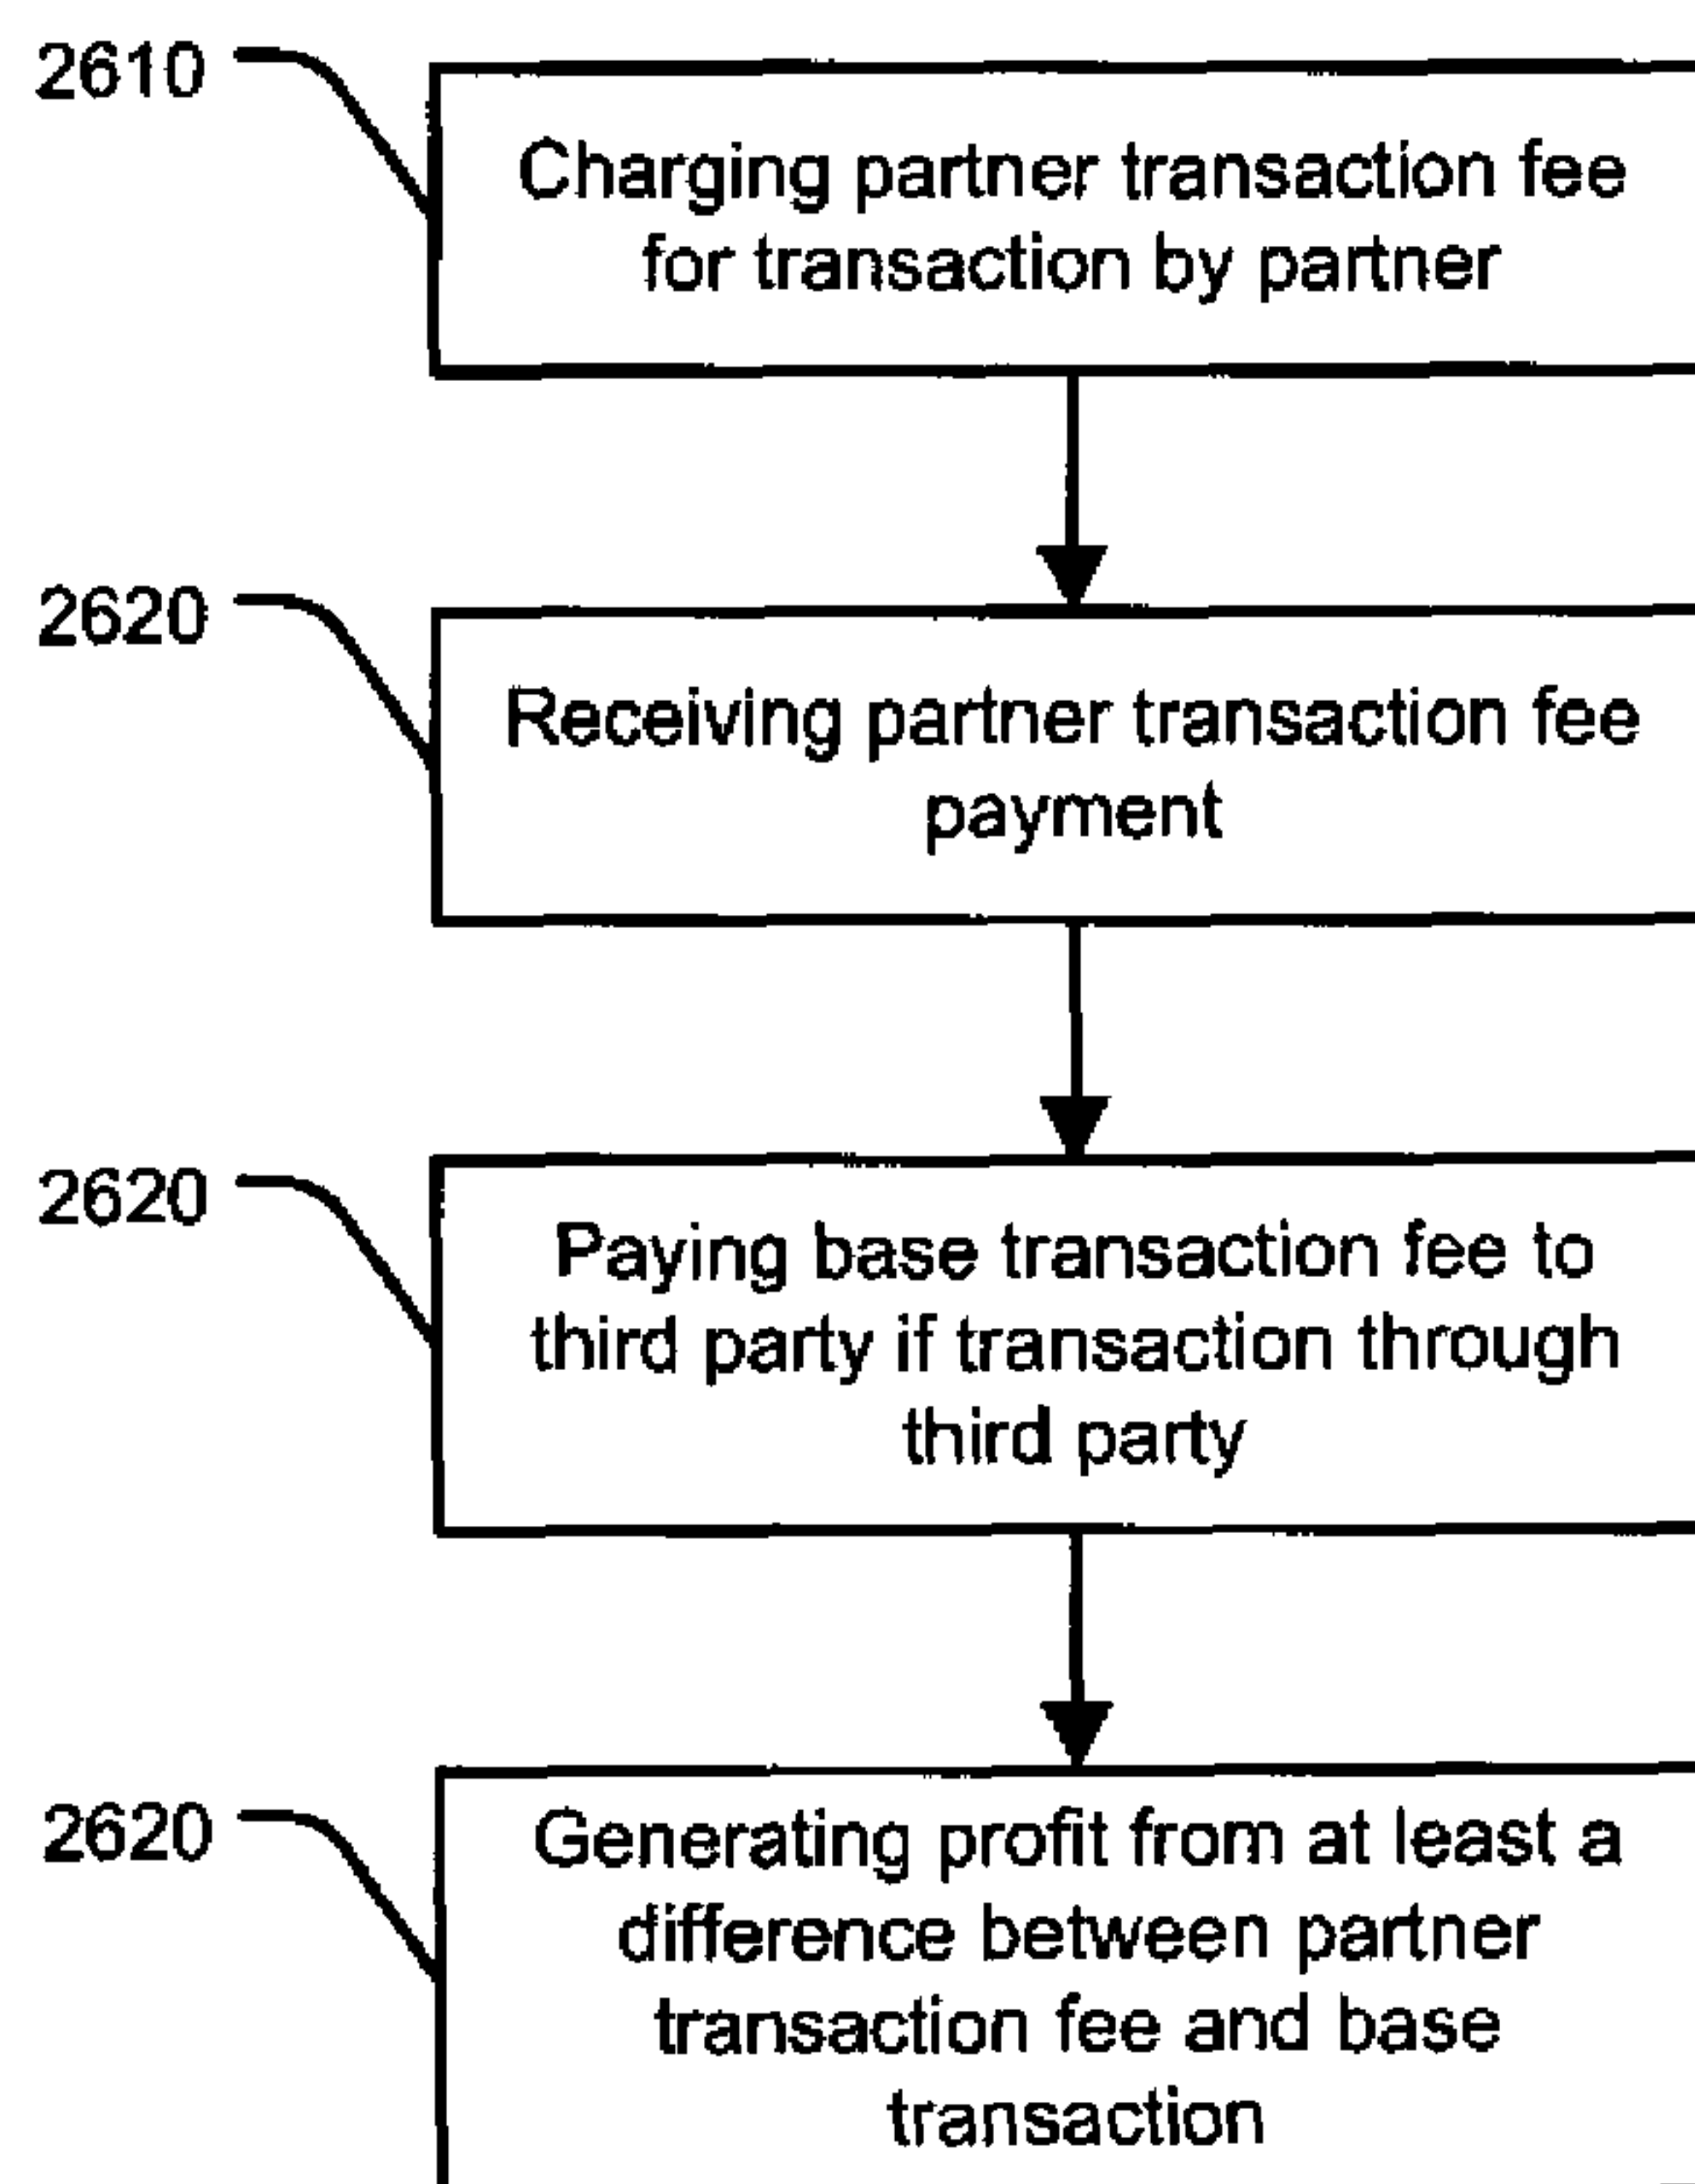 2610
Charging partner transaction fee
for transaction by partner
2620
Receiving partner transaction fee
payment
2620
Paying base transaction fee to
third party if transaction through
third party
2620
Generating profit from at least a
difference between partner
transaction fee and base
transaction